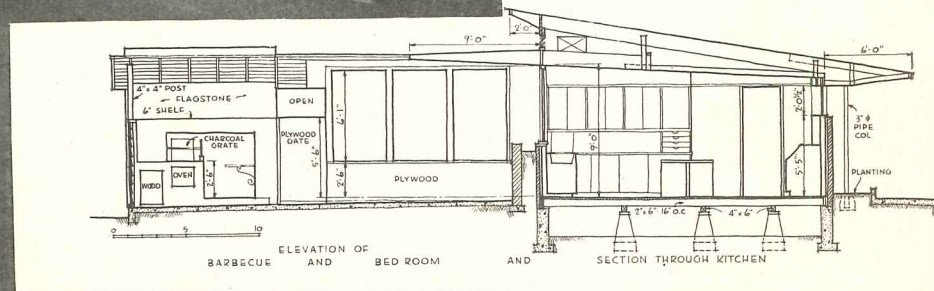 2'-0"
9'-0"
6'-0"
4" x 4" POST
FLAGSTONE
6" SHELF
OPEN
6'-1"
2'-0½"
3" ϕ
PIPE
COL
CHARCOAL
GRATE
PLYWOOD
GATE
5'-6"
9'-0"
5'-5"
PLANTING
WOOD
OVEN
2'-6"
2'-6"
PLYWOOD
2" x 6" 16 O.C
4" x 6"
0 5 10
ELEVATION OF
BARBECUE AND BED ROOM AND SECTION THROUGH KITCHEN